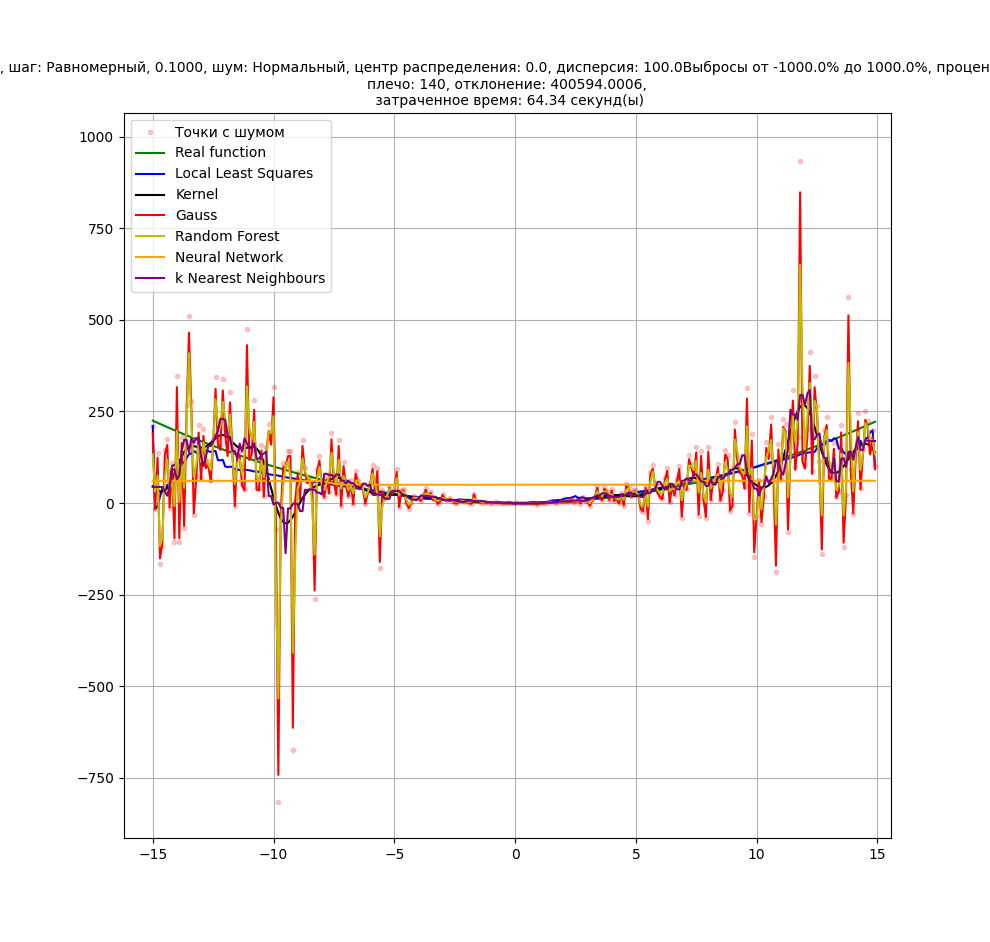 , шаг: Равномерный, 0.1000, шум: Нормальный, центр распределения: 0.0, дисперсия: 100.0Выбросы от -1000.0% до 1000.0%, процен
плечо: 140, отклонение: 400594.0006,
затраченное время: 64.34 секунд(ы)
Точки с шумом
Real function
Local Least Squares
Kernel
Gauss
Random Forest
Neural Network
k Nearest Neighbours
1000
750
500
250
0
−250
−500
−750
−15
−10
−5
0
5
10
15